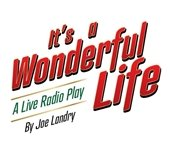 It's a
Wonderful
Life
A Live Radio Play
By Joe Landry